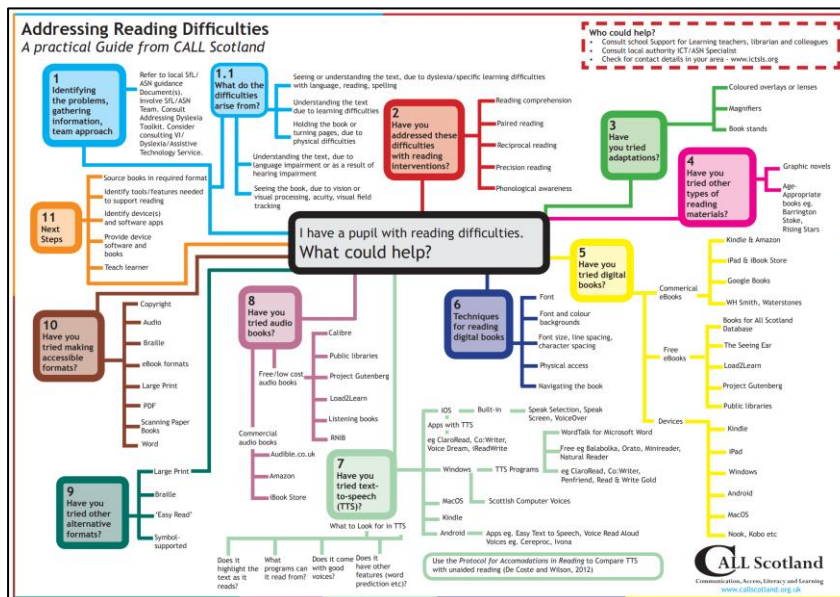 Addressing Reading Difficulties
A practical Guide from CALL Scotland
Who could help?
• Consult school Support for Learning teachers, librarian and colleagues
• Consult local authority ICT/ASN Specialist
• Check for contact details in your area - www.ictsls.org
1
Identifying
the problems,
gathering
information,
team approach
Refer to local SfL/
ASN guidance
Document(s).
Involve SfL/ASN
Team. Consult
Addressing Dyslexia
Toolkit. Consider
consulting VI/
Dyslexia/Assistive
Technology Service.
1.1
What do the
difficulties
arise from?
Seeing or understanding the text, due to dyslexia/specific learning difficulties
with language, reading, spelling
Understanding the text
due to learning difficulties
Holding the book or
turning pages, due to
physical difficulties
Understanding the text, due to
language impairment or as a result of
hearing impairment
Seeing the book, due to vision or
visual processing, acuity, visual field
tracking
2
Have you
addressed these
difficulties
with reading
interventions?
Reading comprehension
Paired reading
Reciprocal reading
Precision reading
Phonological awareness
3
Have
you tried
adaptations?
Coloured overlays or lenses
Magnifiers
Book stands
4
Have you
tried other
types of
reading
materials?
Graphic novels
Age-
Appropriate
books eg.
Barrington
Stoke,
Rising Stars
I have a pupil with reading difficulties.
What could help?
5
Have you
tried digital
books?
Commerical
eBooks
Kindle & Amazon
iPad & iBook Store
Google Books
WH Smith, Waterstones
Free
eBooks
Books for All Scotland
Database
The Seeing Ear
Load2Learn
Project Gutenberg
Public libraries
Devices
Kindle
iPad
Windows
Android
MacOS
Nook, Kobo etc
6
Techniques
for reading
digital books
Font
Font and colour
backgrounds
Font size, line spacing,
character spacing
Physical access
Navigating the book
7
Have you
tried text-
to-speech
(TTS)?
iOS
Built-in
Speak Selection, Speak
Screen, VoiceOver
Apps with TTS
eg ClaroRead, Co:Writer,
Voice Dream, iReadWrite
Windows
TTS Programs
WordTalk for Microsoft Word
Free eg Balabolka, Orato, Minireader,
Natural Reader
eg ClaroRead, Co:Writer,
Penfriend, Read & Write Gold
Scottish Computer Voices
MacOS
Kindle
Android
Apps eg. Easy Text to Speech, Voice Read Aloud
Voices eg. Cereproc, Ivona
What to Look for in TTS
Does it
highlight the
text as it
reads?
What
programs can
it read from?
Does it come
with good
voices?
Does it
have other
features (word
prediction etc)?
Use the Protocol for Accomodations in Reading to Compare TTS
with unaided reading (De Coste and Wilson, 2012)
8
Have you
tried audio
books?
Free/low cost
audio books
Calibre
Public libraries
Project Gutenberg
Load2Learn
Listening books
RNIB
Commercial
audio books
Audible.co.uk
Amazon
iBook Store
9
Have you
tried other
alternative
formats?
Large Print
Braille
'Easy Read'
Symbol-
supported
10
Have you
tried making
accessible
formats?
Copyright
Audio
Braille
eBook formats
Large Print
PDF
Scanning Paper
Books
Word
11
Next
Steps
Source books in required format
Identify tools/features needed
to support reading
Identify device(s)
and software apps
Provide device
software and
books
Teach learner
CALL Scotland
Communication, Access, Literacy and Learning
www.callscotland.org.uk